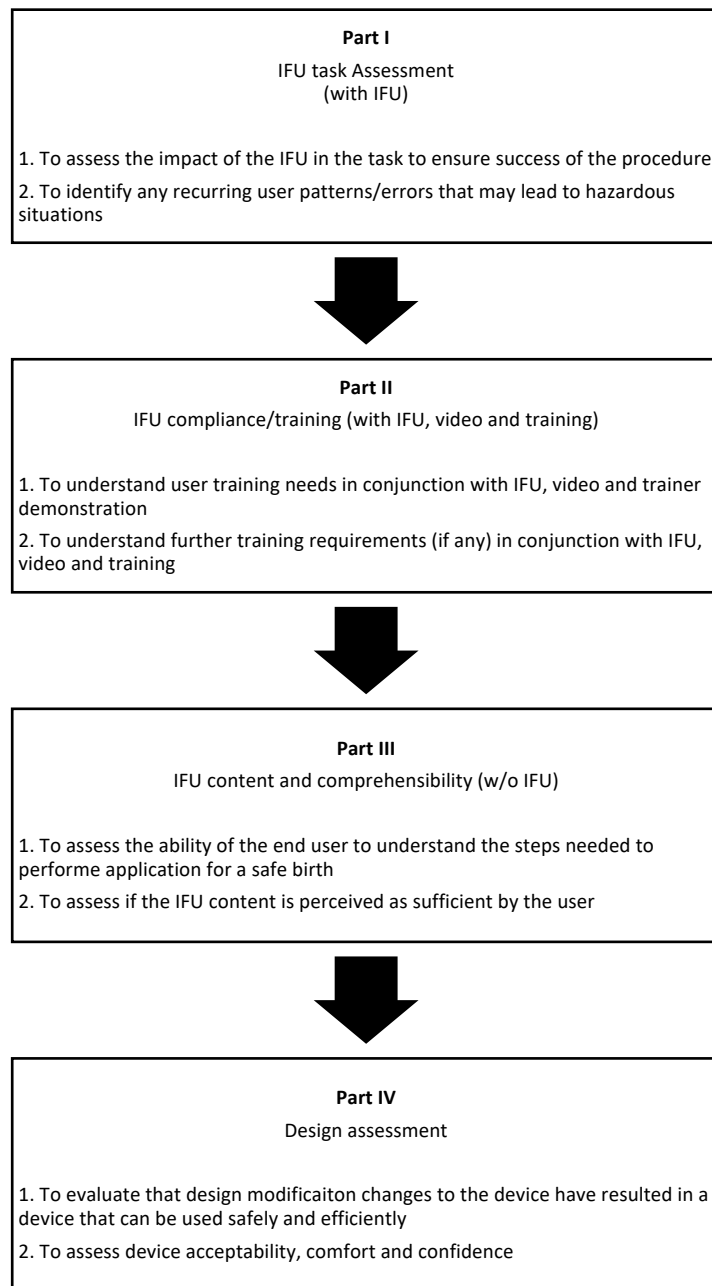 Part I
IFU task Assessment
(with IFU)
1. To assess the impact of the IFU in the task to ensure success of the procedure
2. To identify any recurring user patterns/errors that may lead to hazardous
situations
Part II
IFU compliance/training (with IFU, video and training)
1. To understand user training needs in conjunction with IFU, video and trainer
demonstration
2. To understand further training requirements (if any) in conjunction with IFU,
video and training
Part III
IFU content and comprehensibility (w/o IFU)
1. To assess the ability of the end user to understand the steps needed to
performe application for a safe birth
2. To assess if the IFU content is perceived as sufficient by the user
Part IV
Design assessment
1. To evaluate that design modificaiton changes to the device have resulted in a
device that can be used safely and efficiently
2. To assess device acceptability, comfort and confidence